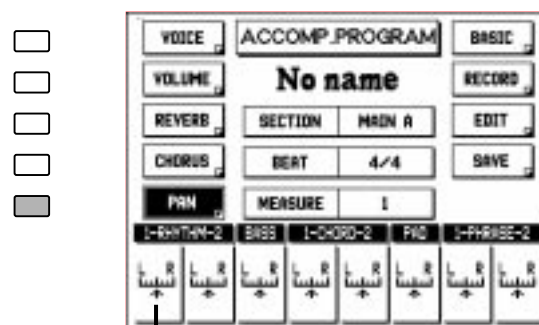 VOICE ACCOMP.PROGRAM BASIC
VOLUME No name RECORD
REVERB SECTION MAIN A EDIT
CHORUS BEAT 4/4 SAVE
PAN MEASURE 1
1-RHYTHM-2 BASS 1-CHORD-2 PAD 1-PHRASE-2
L R L R L R L R L R L R L R L R